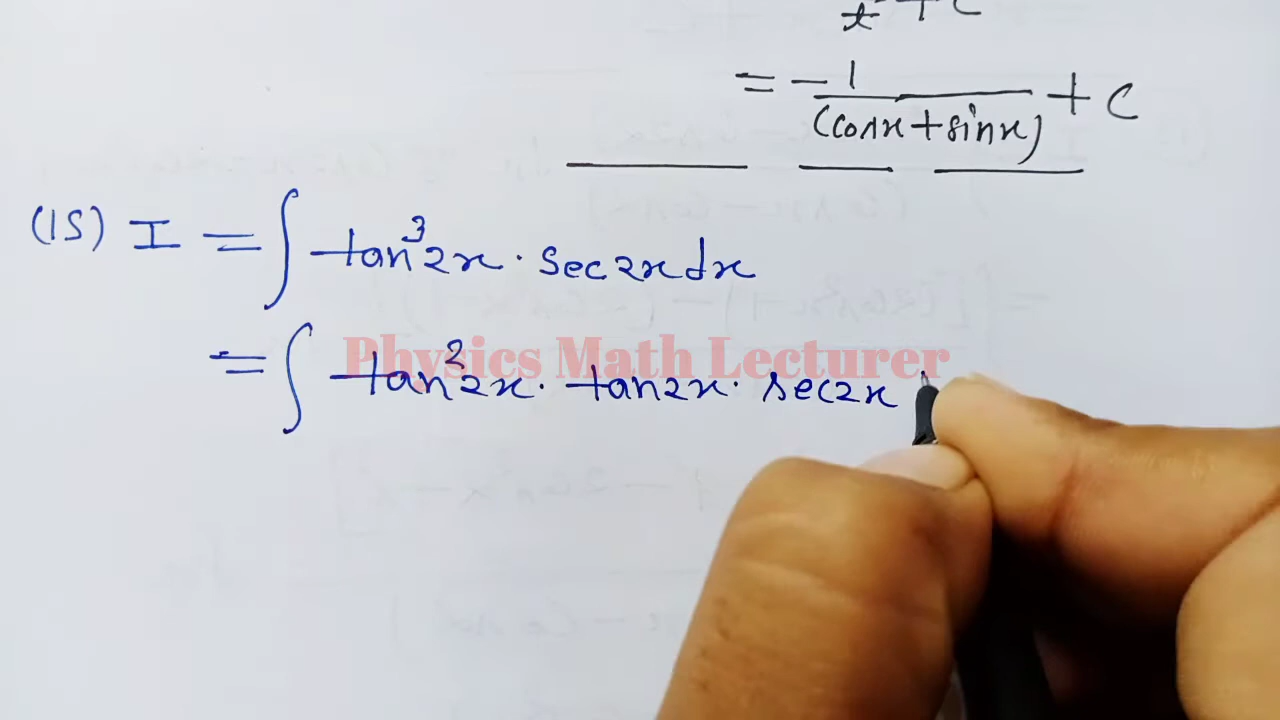 t + C
= -1/(cosx+sinx) + C
(15) I = ∫ tan³2x · sec2x dx
= ∫ tan²2x · tan2x · sec2x
Physics Math Lecturer